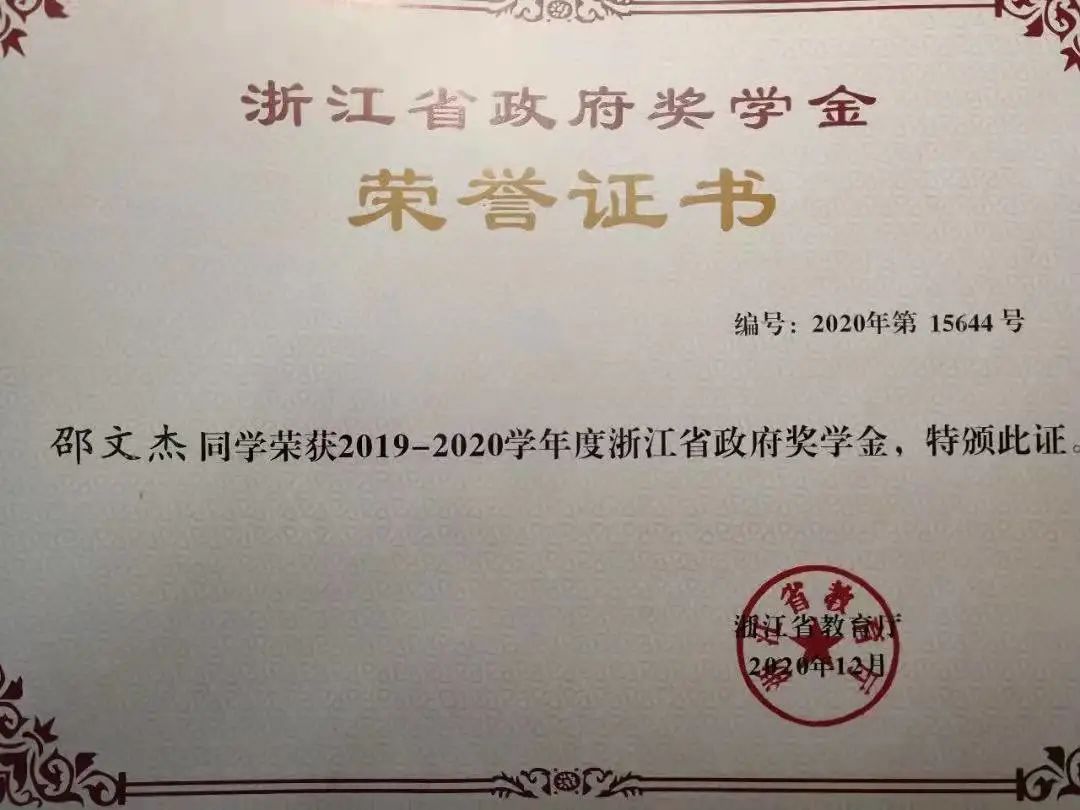 浙江省政府奖学金
荣誉证书
编号：2020年第 15644 号
邵文杰 同学荣获2019-2020学年度浙江省政府奖学金，特颁此证。
浙江省教育厅
2020年12月